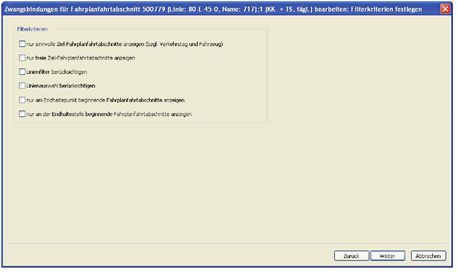 Zwangsbindungen für Fahrplanfahrtabschnitt 500779 (Linie: 80 E-45 0, Name: 717);1 (KK -> TS, tägl.) bearbeiten: Filterkriterien festlegen
Filterkriterien
nur sinnvolle Ziel-Fahrplanfahrtabschnitte anzeigen (bzgl. Verkehrstag und Fahrzeug)
nur freie Ziel-Fahrplanfahrtabschnitte anzeigen
Linienfilter berücksichtigen
Linienauswahl berücksichtigen
nur am Endhaltepunkt beginnende Fahrplanfahrtabschnitte anzeigen
nur an der Endhaltestelle beginnende Fahrplanfahrtabschnitte anzeigen
Zurück Weiter Abbrechen